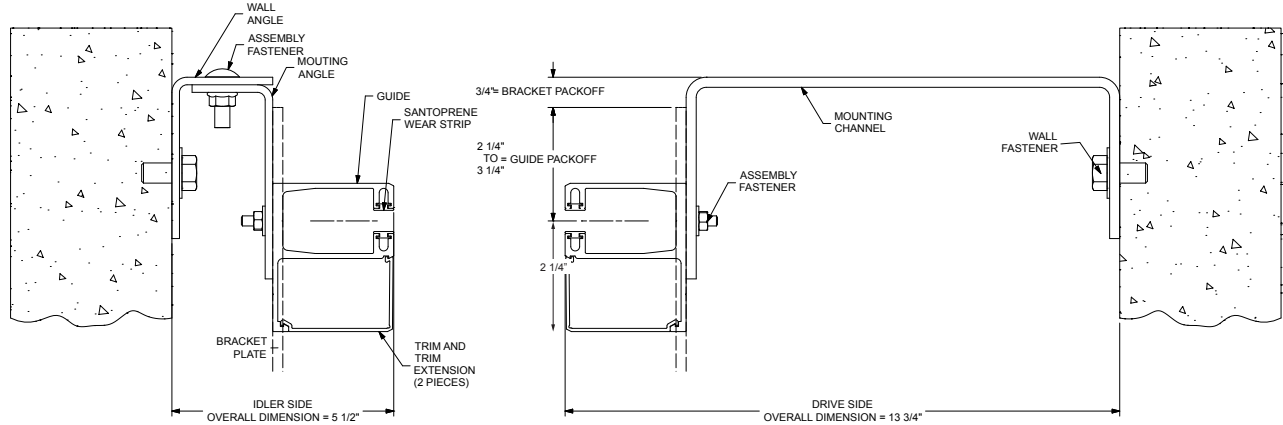 WALL
ANGLE
ASSEMBLY
FASTENER
MOUTING
ANGLE
GUIDE
SANTOPRENE
WEAR STRIP
BRACKET
PLATE
TRIM AND
TRIM
EXTENSION
(2 PIECES)
IDLER SIDE
OVERALL DIMENSION = 5 1/2"
3/4"= BRACKET PACKOFF
2 1/4"
TO = GUIDE PACKOFF
3 1/4"
2 1/4"
ASSEMBLY
FASTENER
MOUNTING
CHANNEL
WALL
FASTENER
DRIVE SIDE
OVERALL DIMENSION = 13 3/4"